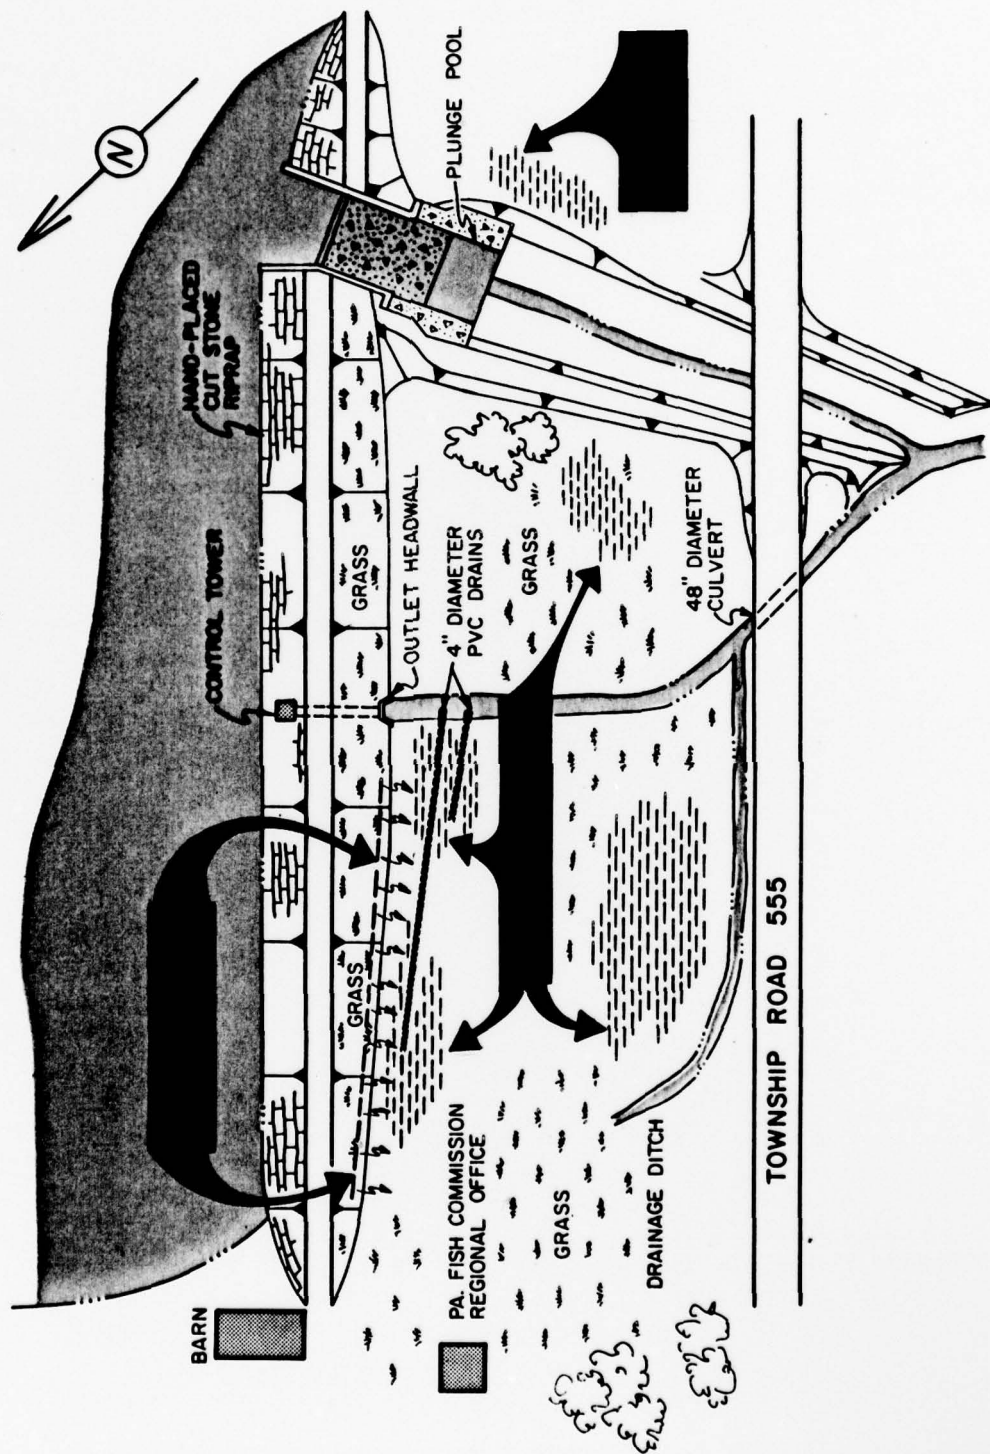 N
HAND-PLACED
CUT STONE
RIPRAP
PLUNGE POOL
CONTROL TOWER
GRASS
OUTLET HEADWALL
4" DIAMETER
PVC DRAINS
GRASS
48" DIAMETER
CULVERT
GRASS
BARN
PA. FISH COMMISSION
REGIONAL OFFICE
GRASS
DRAINAGE DITCH
TOWNSHIP ROAD 555